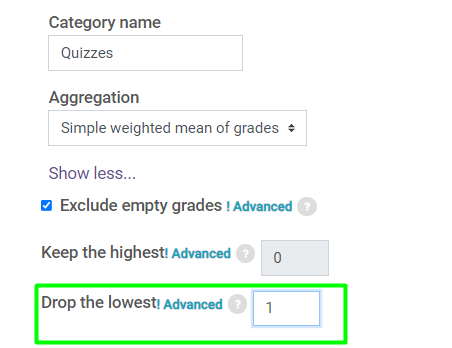 Category name
Quizzes
Aggregation
Simple weighted mean of grades
Show less...
Exclude empty grades ! Advanced ?
Keep the highest! Advanced ? 0
Drop the lowest! Advanced ? 1